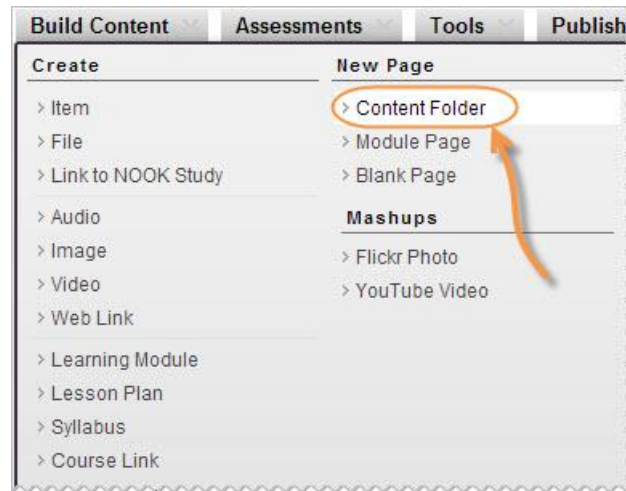 Build Content Assessments Tools Publish
Create
> Item
> File
> Link to NOOK Study
> Audio
> Image
> Video
> Web Link
> Learning Module
> Lesson Plan
> Syllabus
> Course Link
New Page
> Content Folder
> Module Page
> Blank Page
Mashups
> Flickr Photo
> YouTube Video